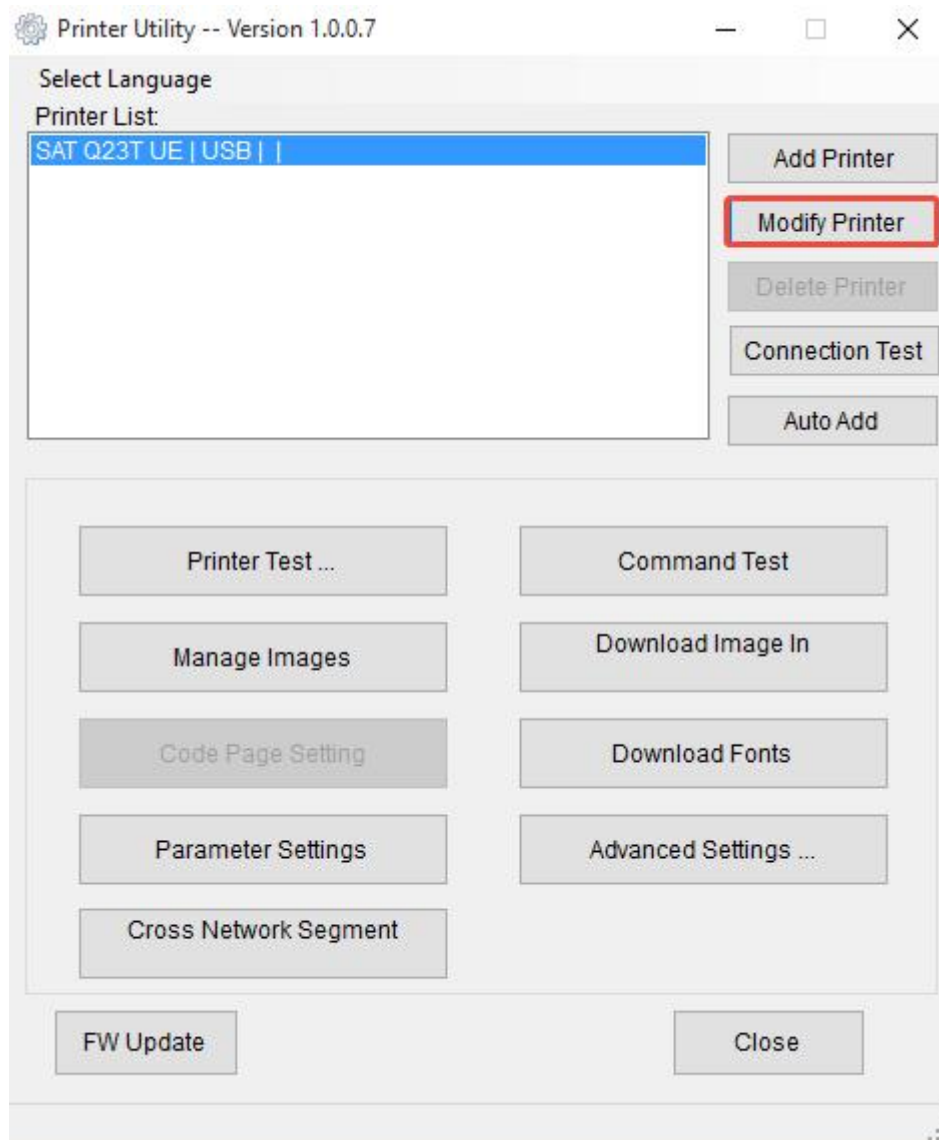 Printer Utility -- Version 1.0.0.7
Select Language
Printer List:
SAT Q23T UE | USB | |
Add Printer
Modify Printer
Delete Printer
Connection Test
Auto Add
Printer Test ...
Command Test
Manage Images
Download Image In
Code Page Setting
Download Fonts
Parameter Settings
Advanced Settings ...
Cross Network Segment
FW Update
Close